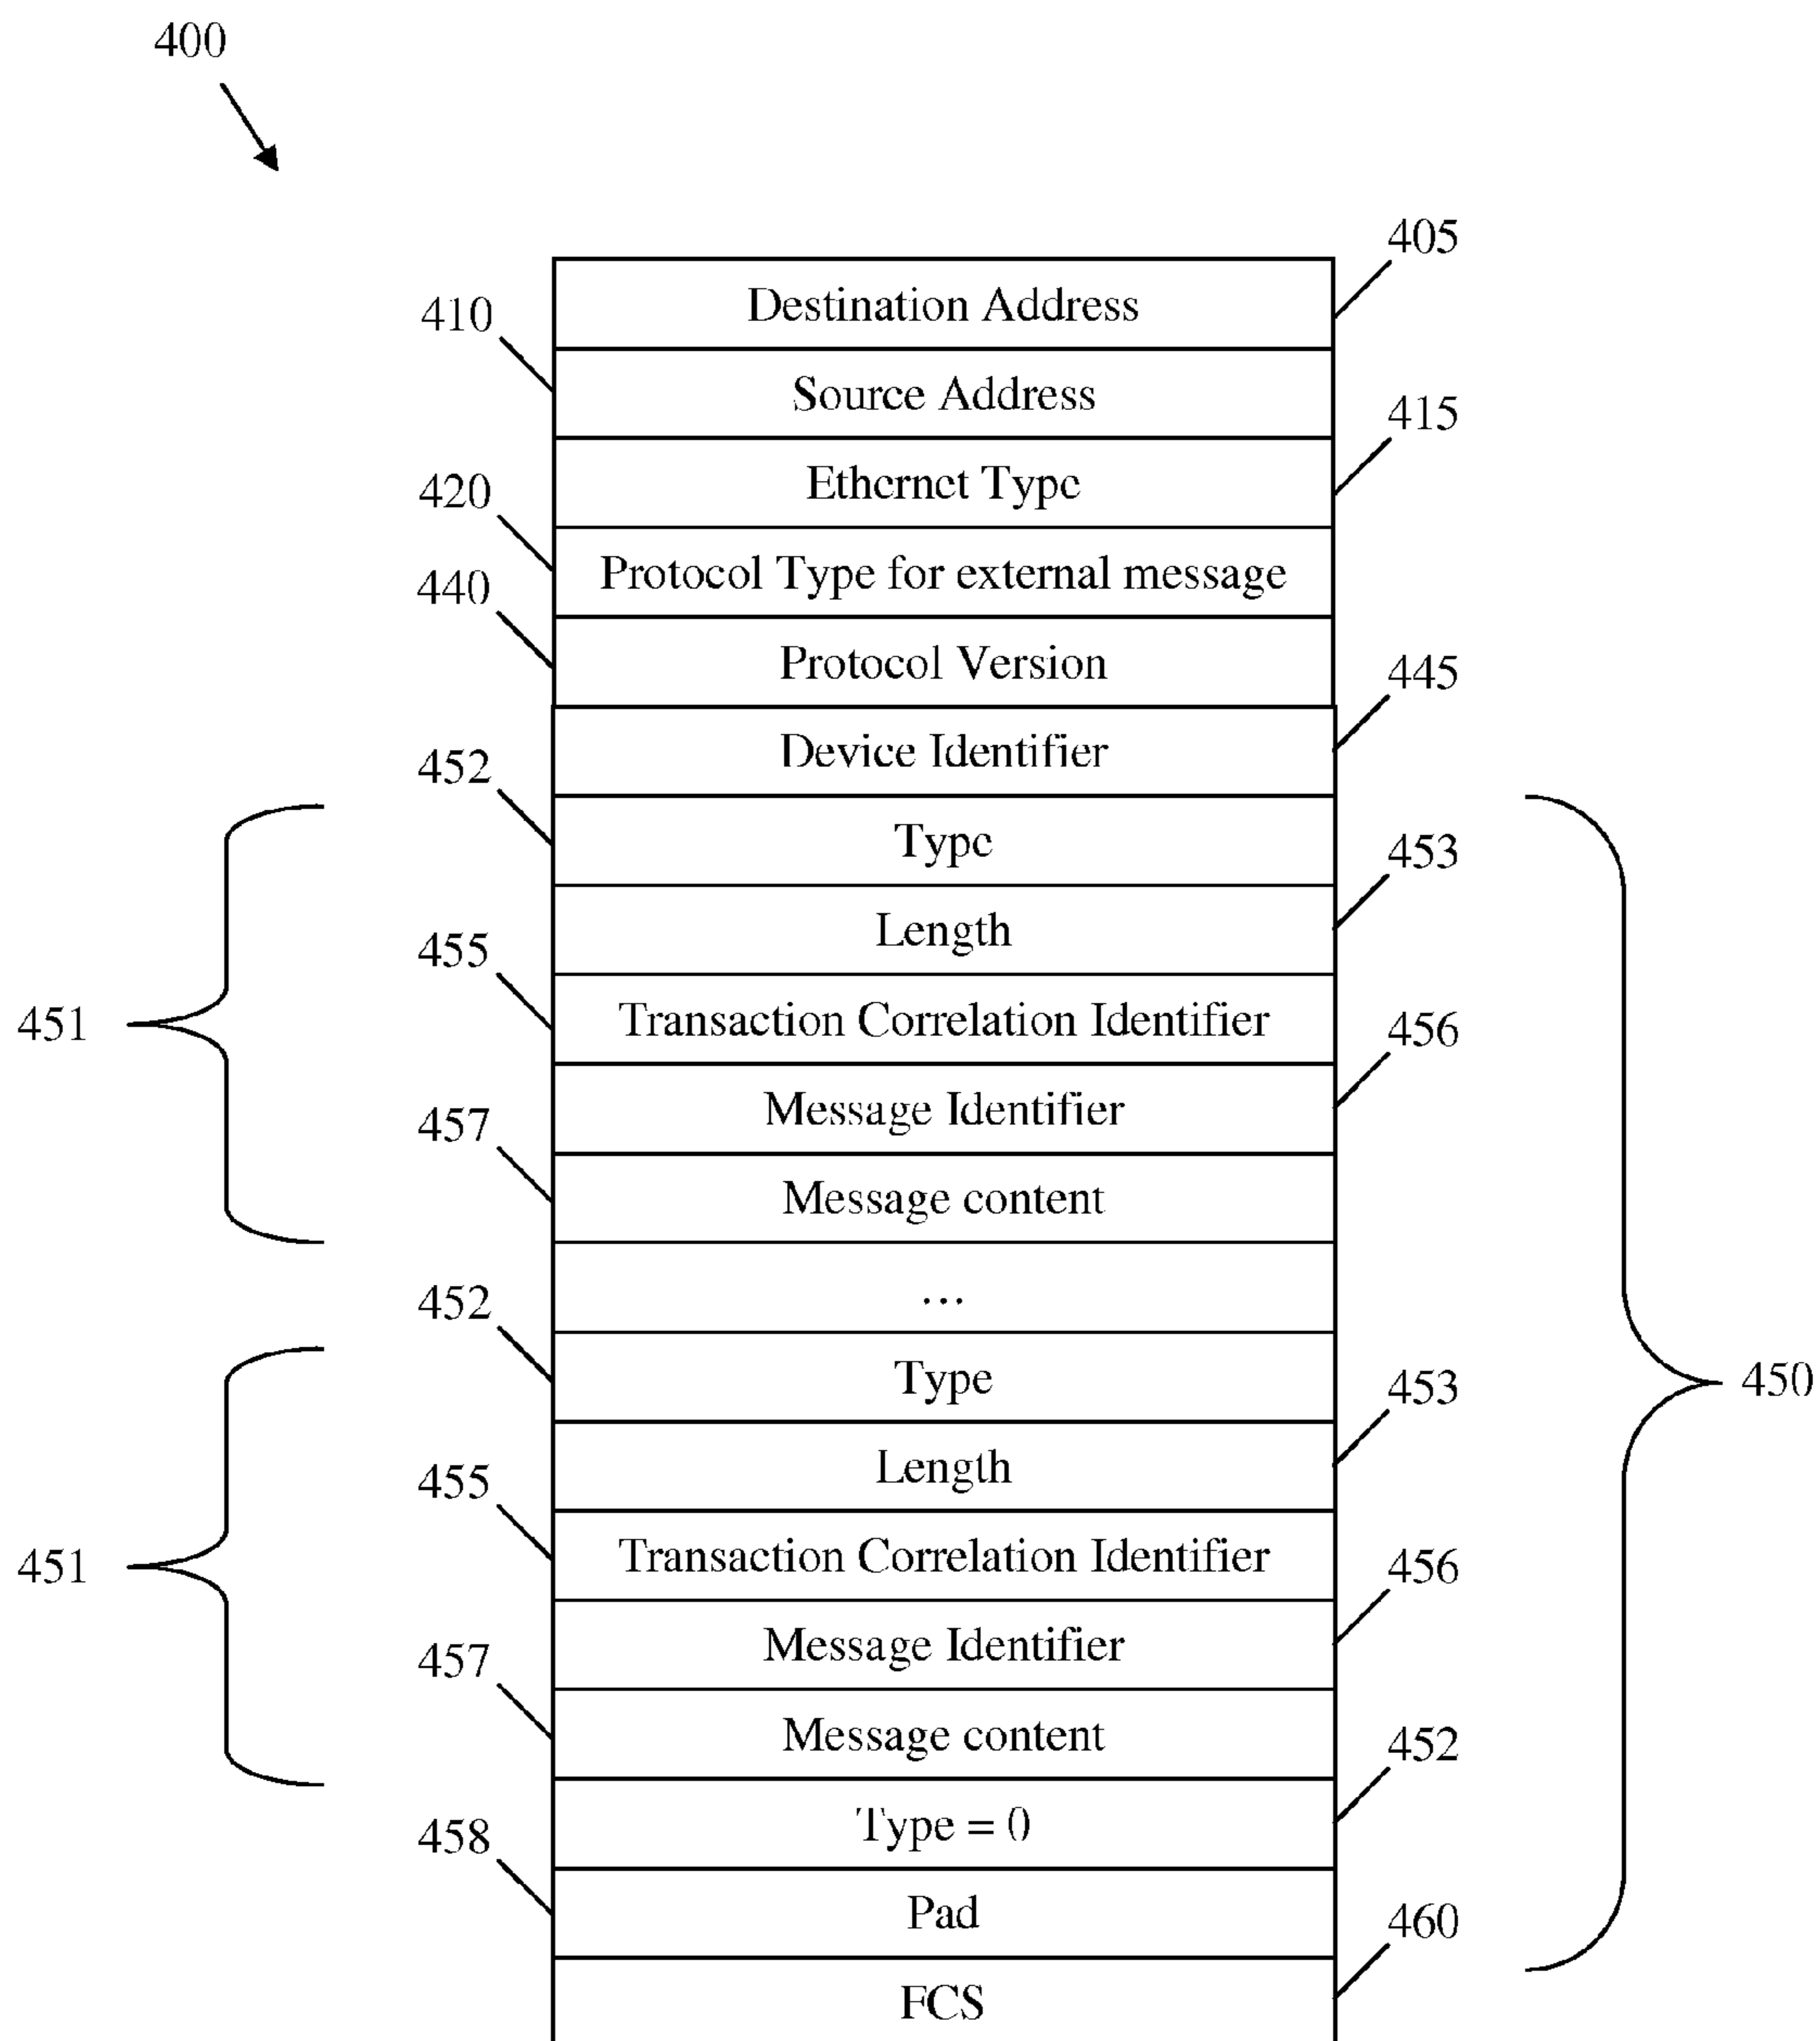 400
405
Destination Address
410
Source Address
415
Ethernet Type
420
Protocol Type for external message
440
Protocol Version
445
Device Identifier
452
Type
453
Length
455
Transaction Correlation Identifier
451
456
Message Identifier
457
Message content
...
452
Type
453
450
Length
455
Transaction Correlation Identifier
451
456
Message Identifier
457
Message content
452
Type = 0
458
Pad
460
FCS